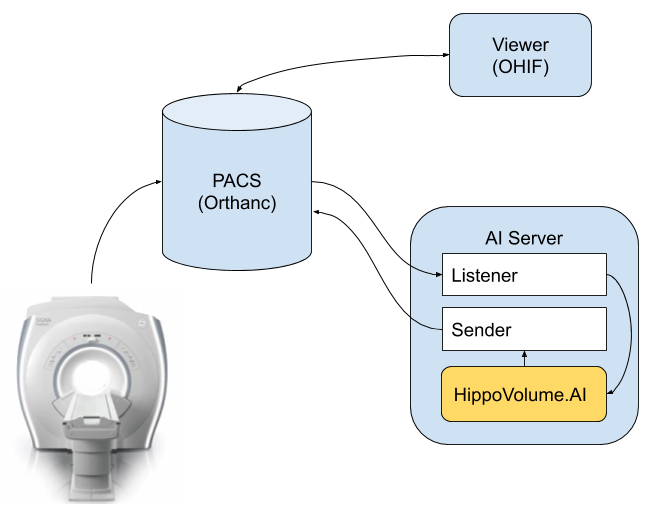 Viewer
(OHIF)
PACS
(Orthanc)
AI Server
Listener
Sender
HippoVolume.AI